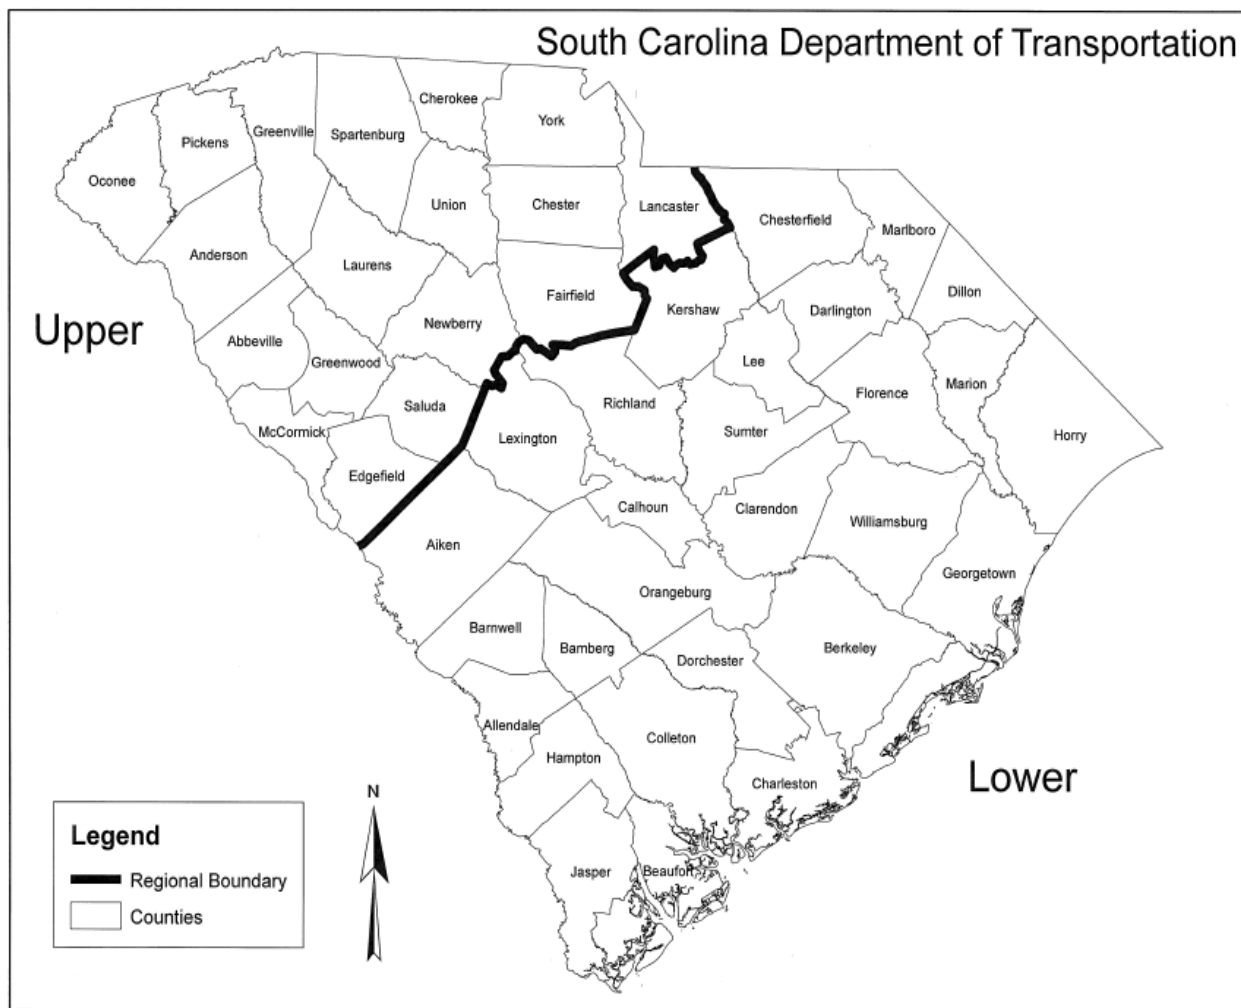 South Carolina Department of Transportation
Cherokee
York
Greenville
Spartenburg
Pickens
Oconee
Union
Chester
Lancaster
Chesterfield
Marlboro
Anderson
Laurens
Fairfield
Kershaw
Darlington
Dillon
Upper
Newberry
Abbeville
Greenwood
Lee
Marion
Florence
Saluda
Richland
McCormick
Lexington
Sumter
Horry
Edgefield
Calhoun
Clarendon
Williamsburg
Aiken
Georgetown
Orangeburg
Barnwell
Bamberg
Dorchester
Berkeley
Allendale
Colleton
Hampton
Charleston
Lower
N
Legend
Regional Boundary
Counties
Jasper
Beaufort